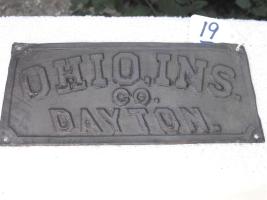 19
OHIO. INS.
CO.
DAYTON.